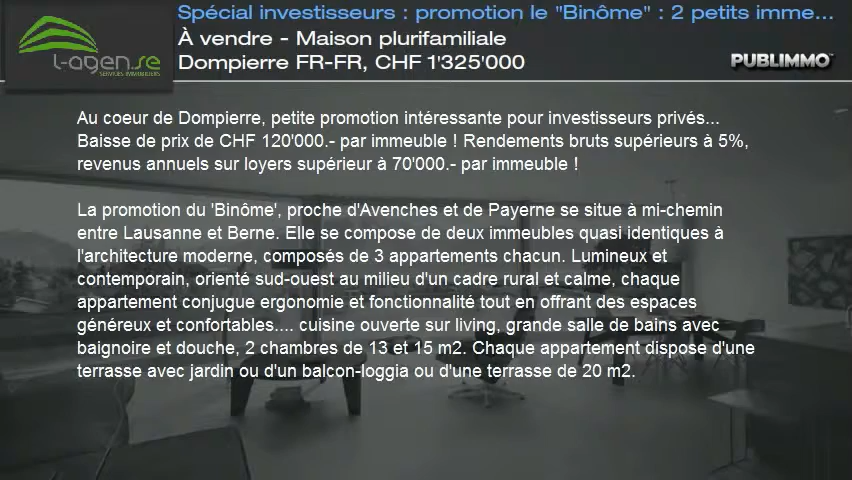 Spécial investisseurs : promotion le "Binôme" : 2 petits imme...
À vendre - Maison plurifamiliale
Dompierre FR-FR, CHF 1'325'000
l-agen.se
SERVICES IMMOBILIERS
PUBLIMMO
Au coeur de Dompierre, petite promotion intéressante pour investisseurs privés...
Baisse de prix de CHF 120'000.- par immeuble ! Rendements bruts supérieurs à 5%,
revenus annuels sur loyers supérieur à 70'000.- par immeuble !
La promotion du 'Binôme', proche d'Avenches et de Payerne se situe à mi-chemin
entre Lausanne et Berne. Elle se compose de deux immeubles quasi identiques à
l'architecture moderne, composés de 3 appartements chacun. Lumineux et
contemporain, orienté sud-ouest au milieu d'un cadre rural et calme, chaque
appartement conjugue ergonomie et fonctionnalité tout en offrant des espaces
généreux et confortables.... cuisine ouverte sur living, grande salle de bains avec
baignoire et douche, 2 chambres de 13 et 15 m2. Chaque appartement dispose d'une
terrasse avec jardin ou d'un balcon-loggia ou d'une terrasse de 20 m2.